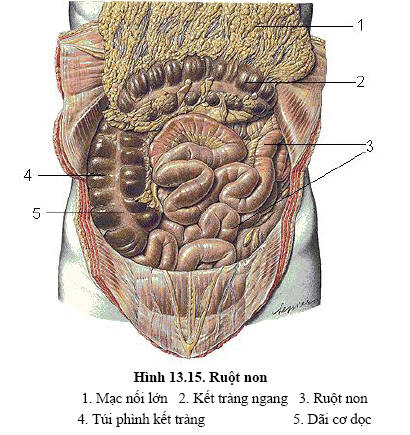 1
2
3
4
5
Hình 13.15. Ruột non
1. Mạc nối lớn 2. Kết tràng ngang 3. Ruột non
4. Túi phình kết tràng 5. Dãi cơ dọc